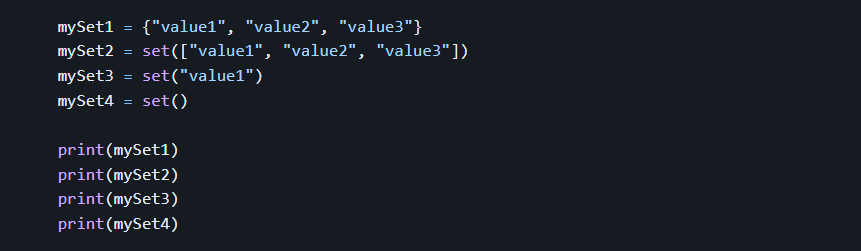 mySet1 = {"value1", "value2", "value3"}
mySet2 = set(["value1", "value2", "value3"])
mySet3 = set("value1")
mySet4 = set()
print(mySet1)
print(mySet2)
print(mySet3)
print(mySet4)